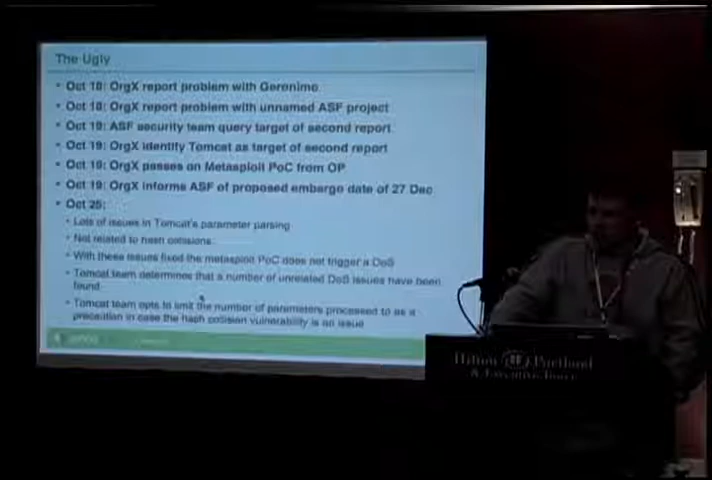 The Ugly
• Oct 18: OrgX report problem with Geronimo
• Oct 18: OrgX report problem with unnamed ASF project
• Oct 19: ASF security team query target of second report
• Oct 19: OrgX identify Tomcat as target of second report
• Oct 19: OrgX passes on Metasploit PoC from OP
• Oct 19: OrgX informs ASF of proposed embargo date of 27 Dec
• Oct 25:
• Lots of issues in Tomcat's parameter parsing
• Not related to hash collisions
• With these issues fixed the metasploit PoC does not trigger a DoS
• Tomcat team determines that a number of unrelated DoS issues have been
found
• Tomcat team opts to limit the number of parameters processed to as a
precaution in case the hash collision vulnerability is an issue
Hilton Portland
& Executive Tower